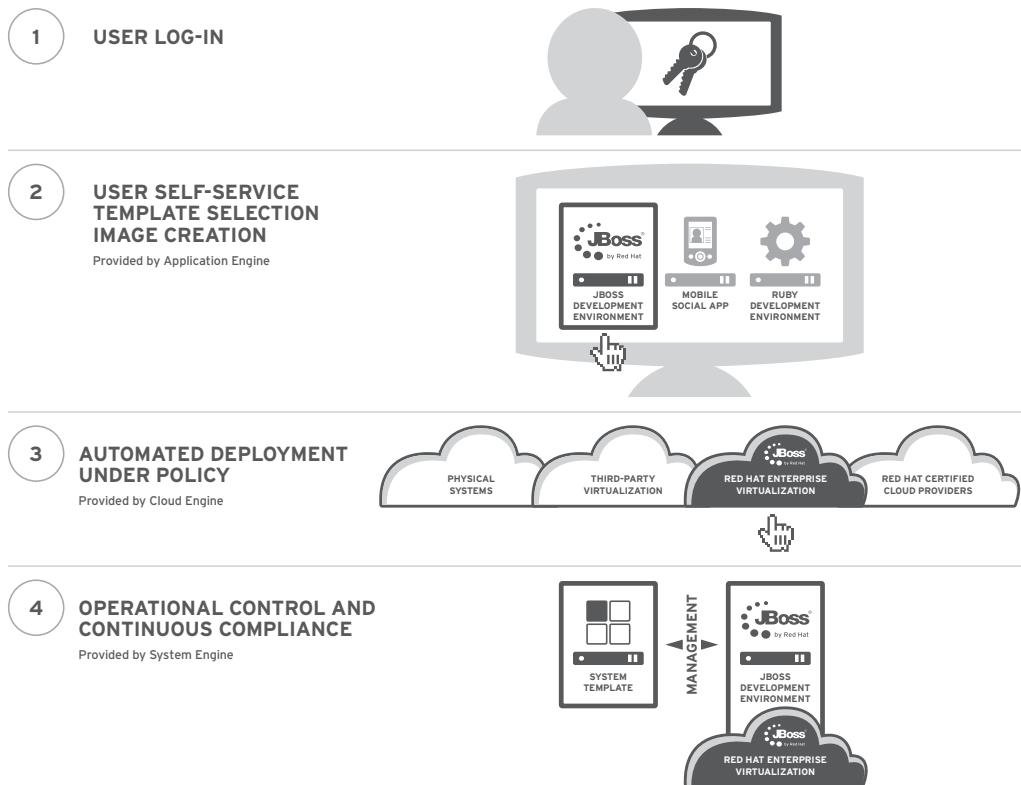 1
USER LOG-IN
2
USER SELF-SERVICE
TEMPLATE SELECTION
IMAGE CREATION
Provided by Application Engine
JBoss
by Red Hat
JBOSS
DEVELOPMENT
ENVIRONMENT
MOBILE
SOCIAL APP
RUBY
DEVELOPMENT
ENVIRONMENT
3
AUTOMATED DEPLOYMENT
UNDER POLICY
Provided by Cloud Engine
PHYSICAL
SYSTEMS
THIRD-PARTY
VIRTUALIZATION
JBoss
by Red Hat
RED HAT ENTERPRISE
VIRTUALIZATION
RED HAT CERTIFIED
CLOUD PROVIDERS
4
OPERATIONAL CONTROL AND
CONTINUOUS COMPLIANCE
Provided by System Engine
SYSTEM
TEMPLATE
MANAGEMENT
JBoss
by Red Hat
JBOSS
DEVELOPMENT
ENVIRONMENT
JBoss
by Red Hat
RED HAT ENTERPRISE
VIRTUALIZATION